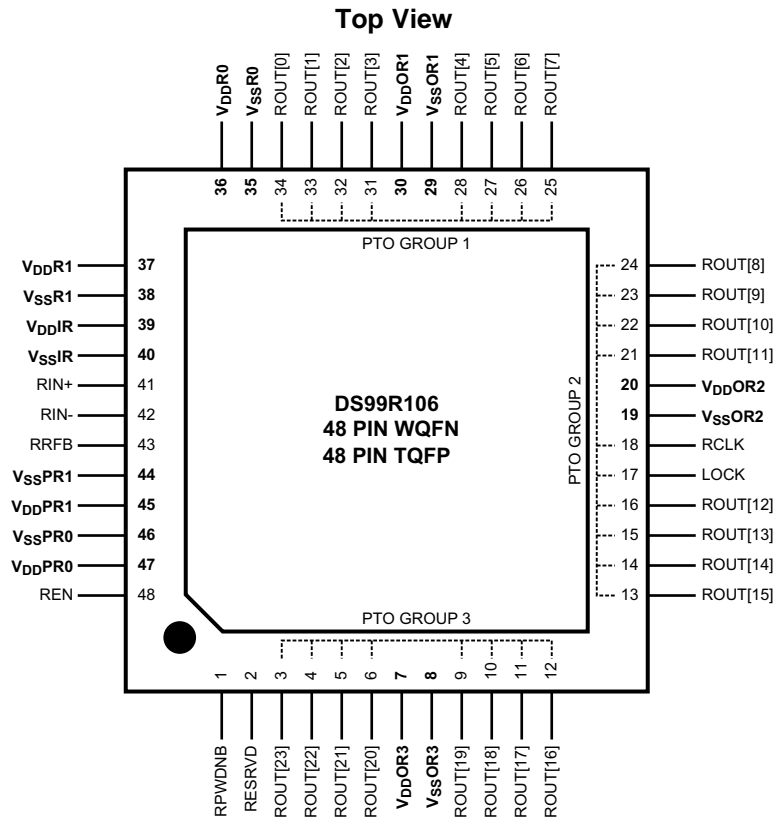 Top View
VDDR0
VSSR0
ROUT[0]
ROUT[1]
ROUT[2]
ROUT[3]
VDDOR1
VSSOR1
ROUT[4]
ROUT[5]
ROUT[6]
ROUT[7]
36
35
34
33
32
31
30
29
28
27
26
25
PTO GROUP 1
VDDR1 37
VSSR1 38
VDDIR 39
VSSIR 40
RIN+ 41
RIN- 42
RRFB 43
VSSPR1 44
VDDPR1 45
VSSPR0 46
VDDPR0 47
REN 48
DS99R106
48 PIN WQFN
48 PIN TQFP
PTO GROUP 2
24 ROUT[8]
23 ROUT[9]
22 ROUT[10]
21 ROUT[11]
20 VDDOR2
19 VSSOR2
18 RCLK
17 LOCK
16 ROUT[12]
15 ROUT[13]
14 ROUT[14]
13 ROUT[15]
PTO GROUP 3
1
2
3
4
5
6
7
8
9
10
11
12
RPWDNB
RESRVD
ROUT[23]
ROUT[22]
ROUT[21]
ROUT[20]
VDDOR3
VSSOR3
ROUT[19]
ROUT[18]
ROUT[17]
ROUT[16]